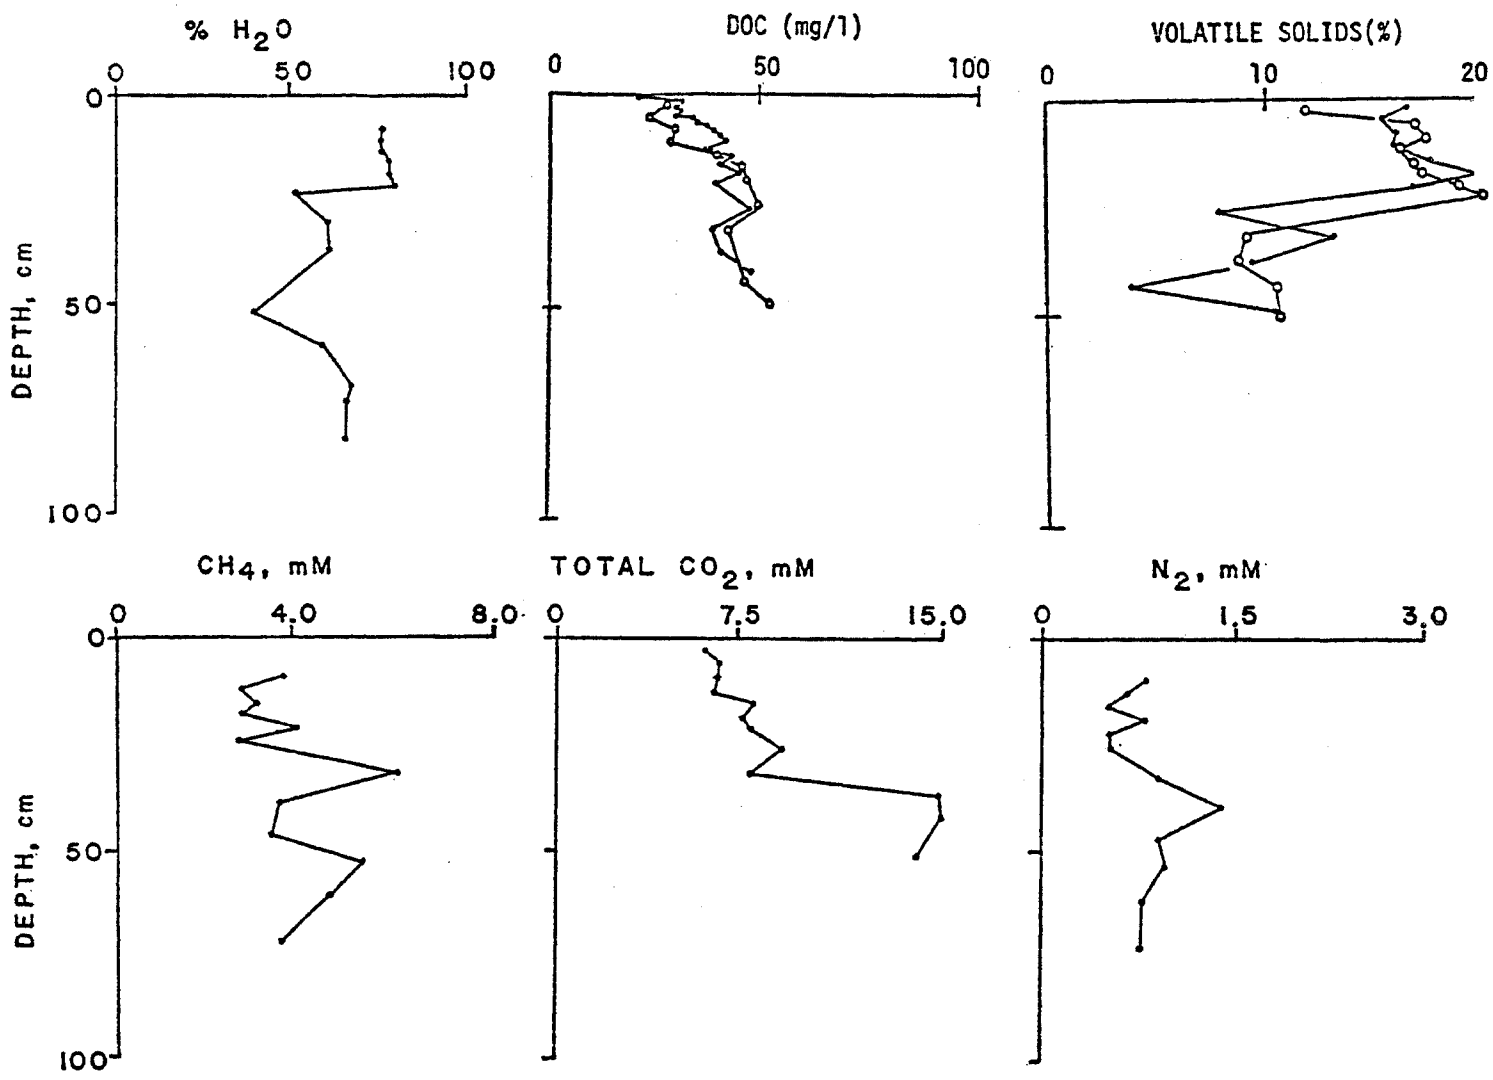 % H2O
DOC (mg/l)
VOLATILE SOLIDS(%)
0 50 100
0 50 100
0 10 20
0
50
100
DEPTH, cm
CH4, mM
TOTAL CO2, mM
N2, mM
0 4.0 8.0
0 7.5 15.0
0 1.5 3.0
0
50
100
DEPTH, cm